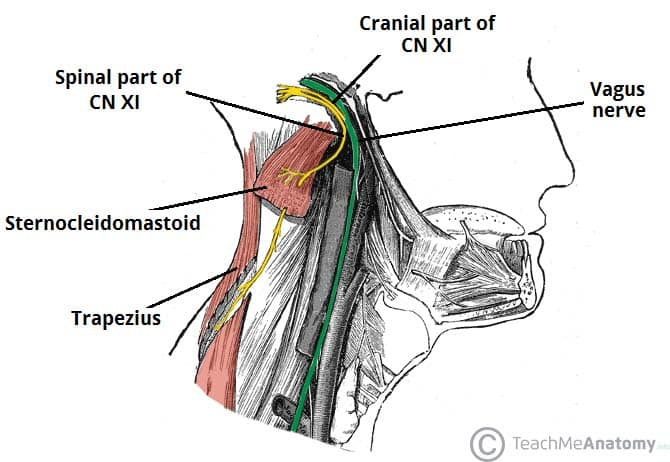 Cranial part of
CN XI
Spinal part of
CN XI
Vagus
nerve
Sternocleidomastoid
Trapezius
© TeachMeAnatomy